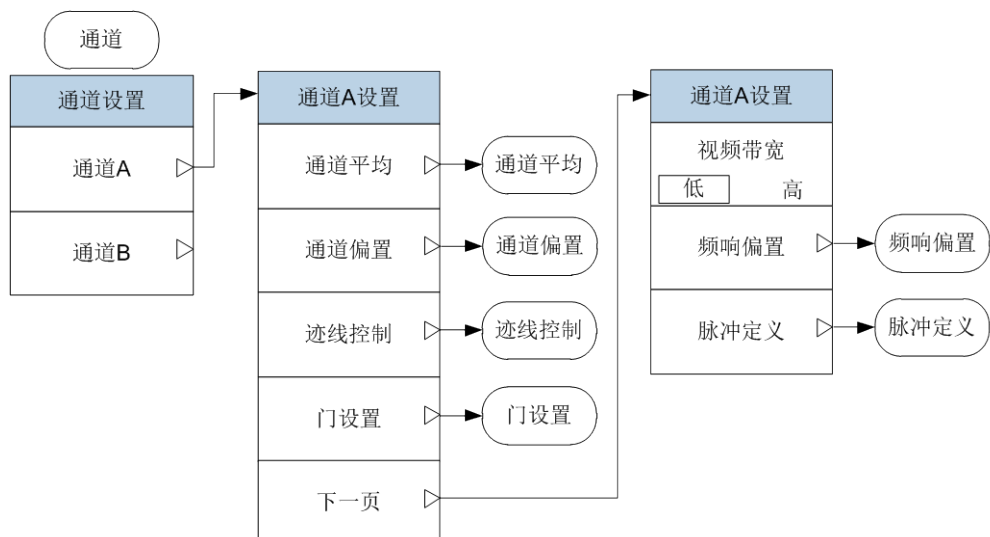 通道
通道设置
通道A
通道B
通道A设置
通道平均
通道平均
通道偏置
通道偏置
迹线控制
迹线控制
门设置
门设置
下一页
通道A设置
视频带宽
低 高
频响偏置
频响偏置
脉冲定义
脉冲定义